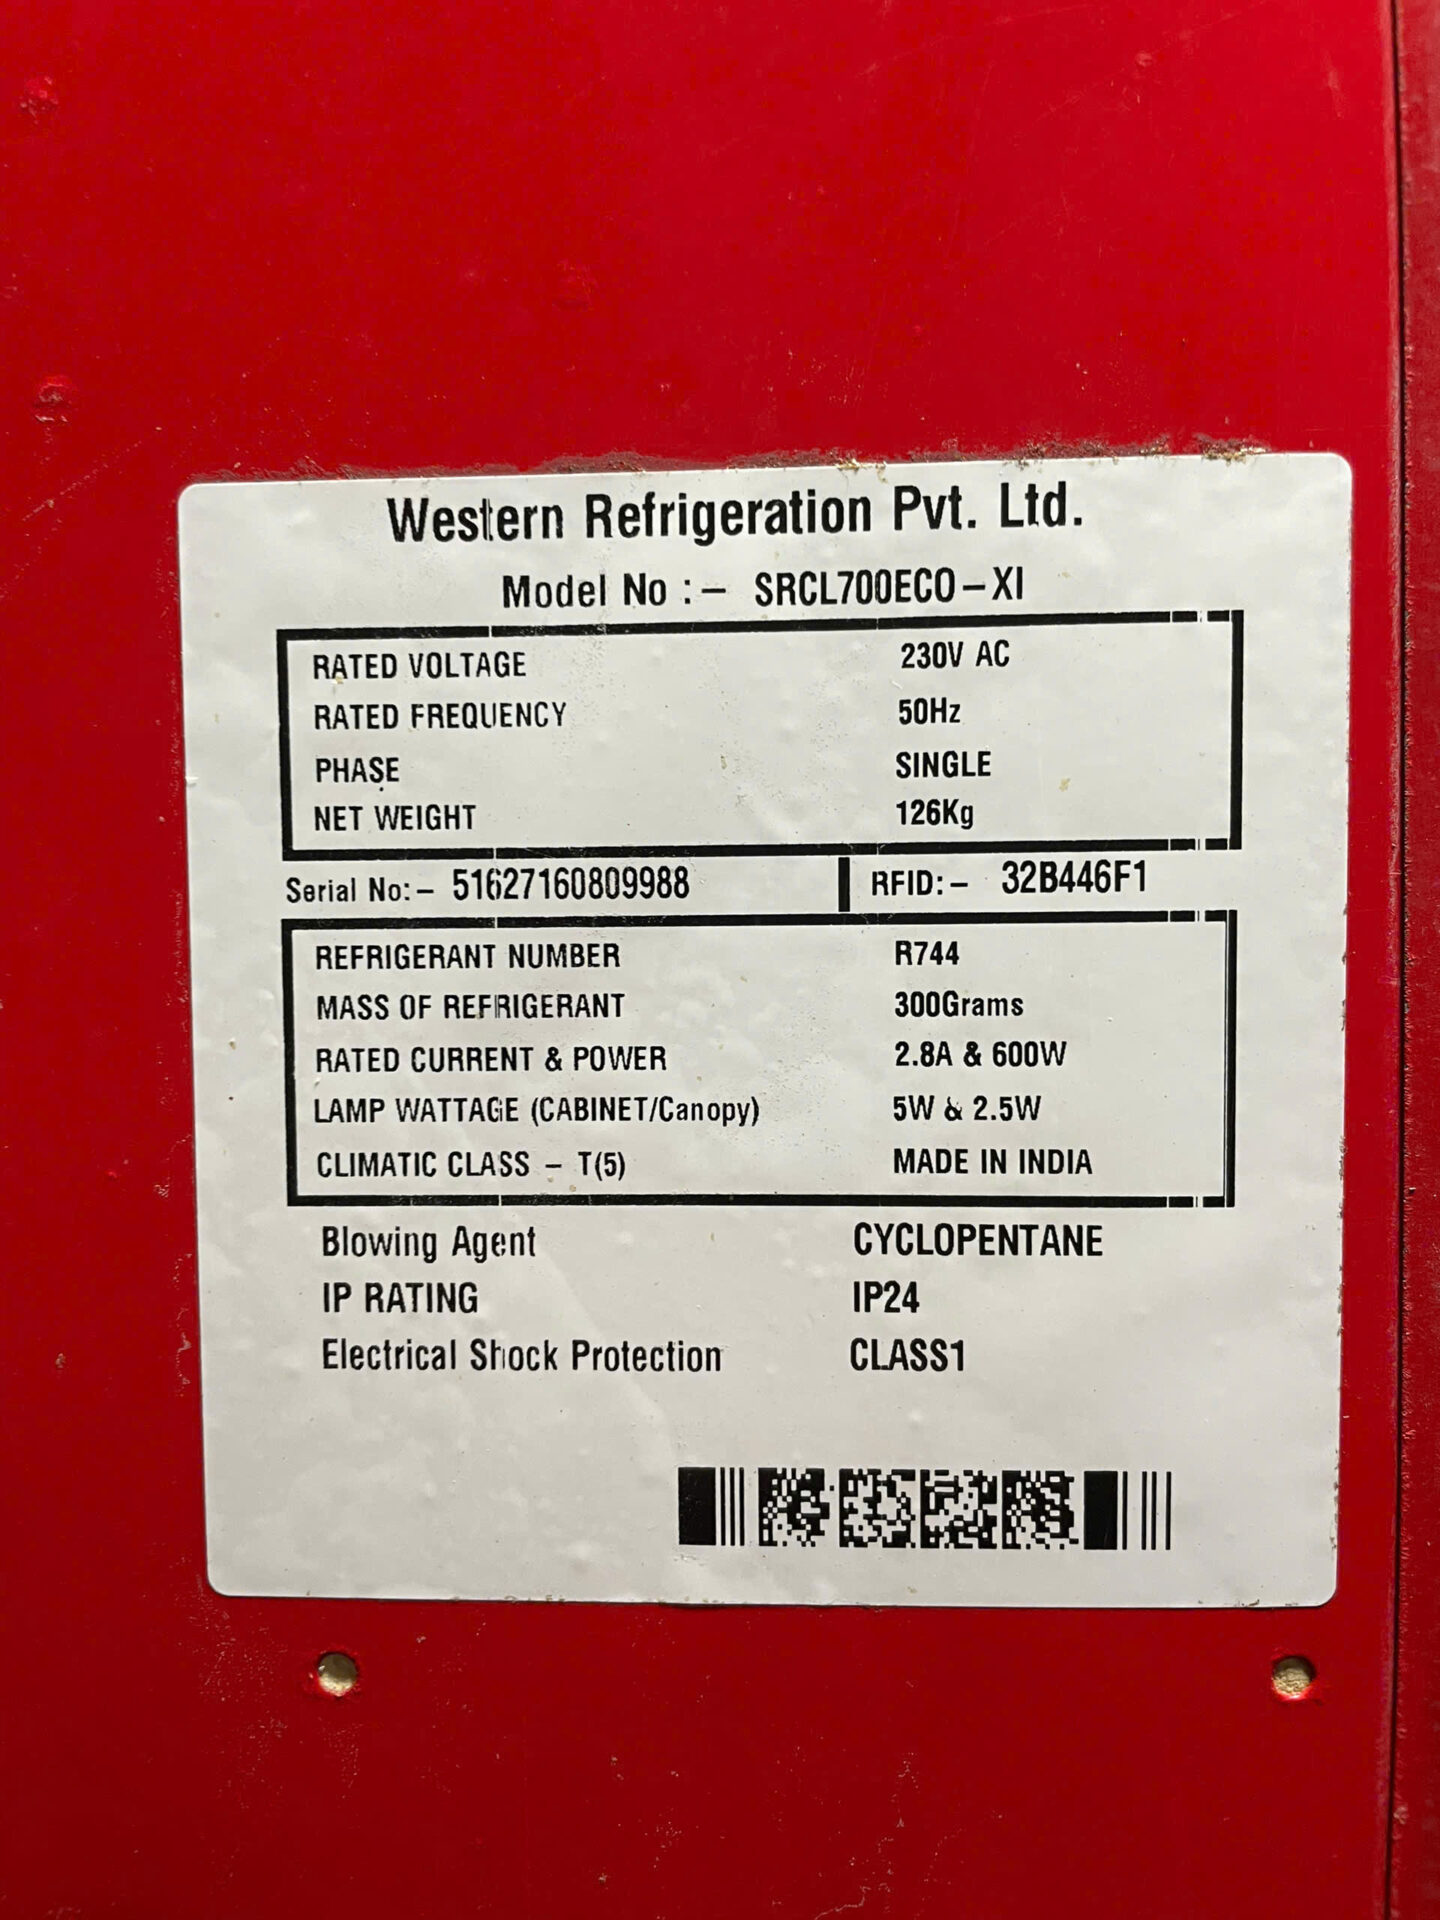 Western Refrigeration Pvt. Ltd.
Model No :- SRCL700ECO-XI
RATED VOLTAGE 230V AC
RATED FREQUENCY 50Hz
PHASE SINGLE
NET WEIGHT 126Kg
Serial No:- 51627160809988 RFID:- 32B446F1
REFRIGERANT NUMBER R744
MASS OF REFRIGERANT 300Grams
RATED CURRENT & POWER 2.8A & 600W
LAMP WATTAGE (CABINET/Canopy) 5W & 2.5W
CLIMATIC CLASS - T(5) MADE IN INDIA
Blowing Agent CYCLOPENTANE
IP RATING IP24
Electrical Shock Protection CLASS1